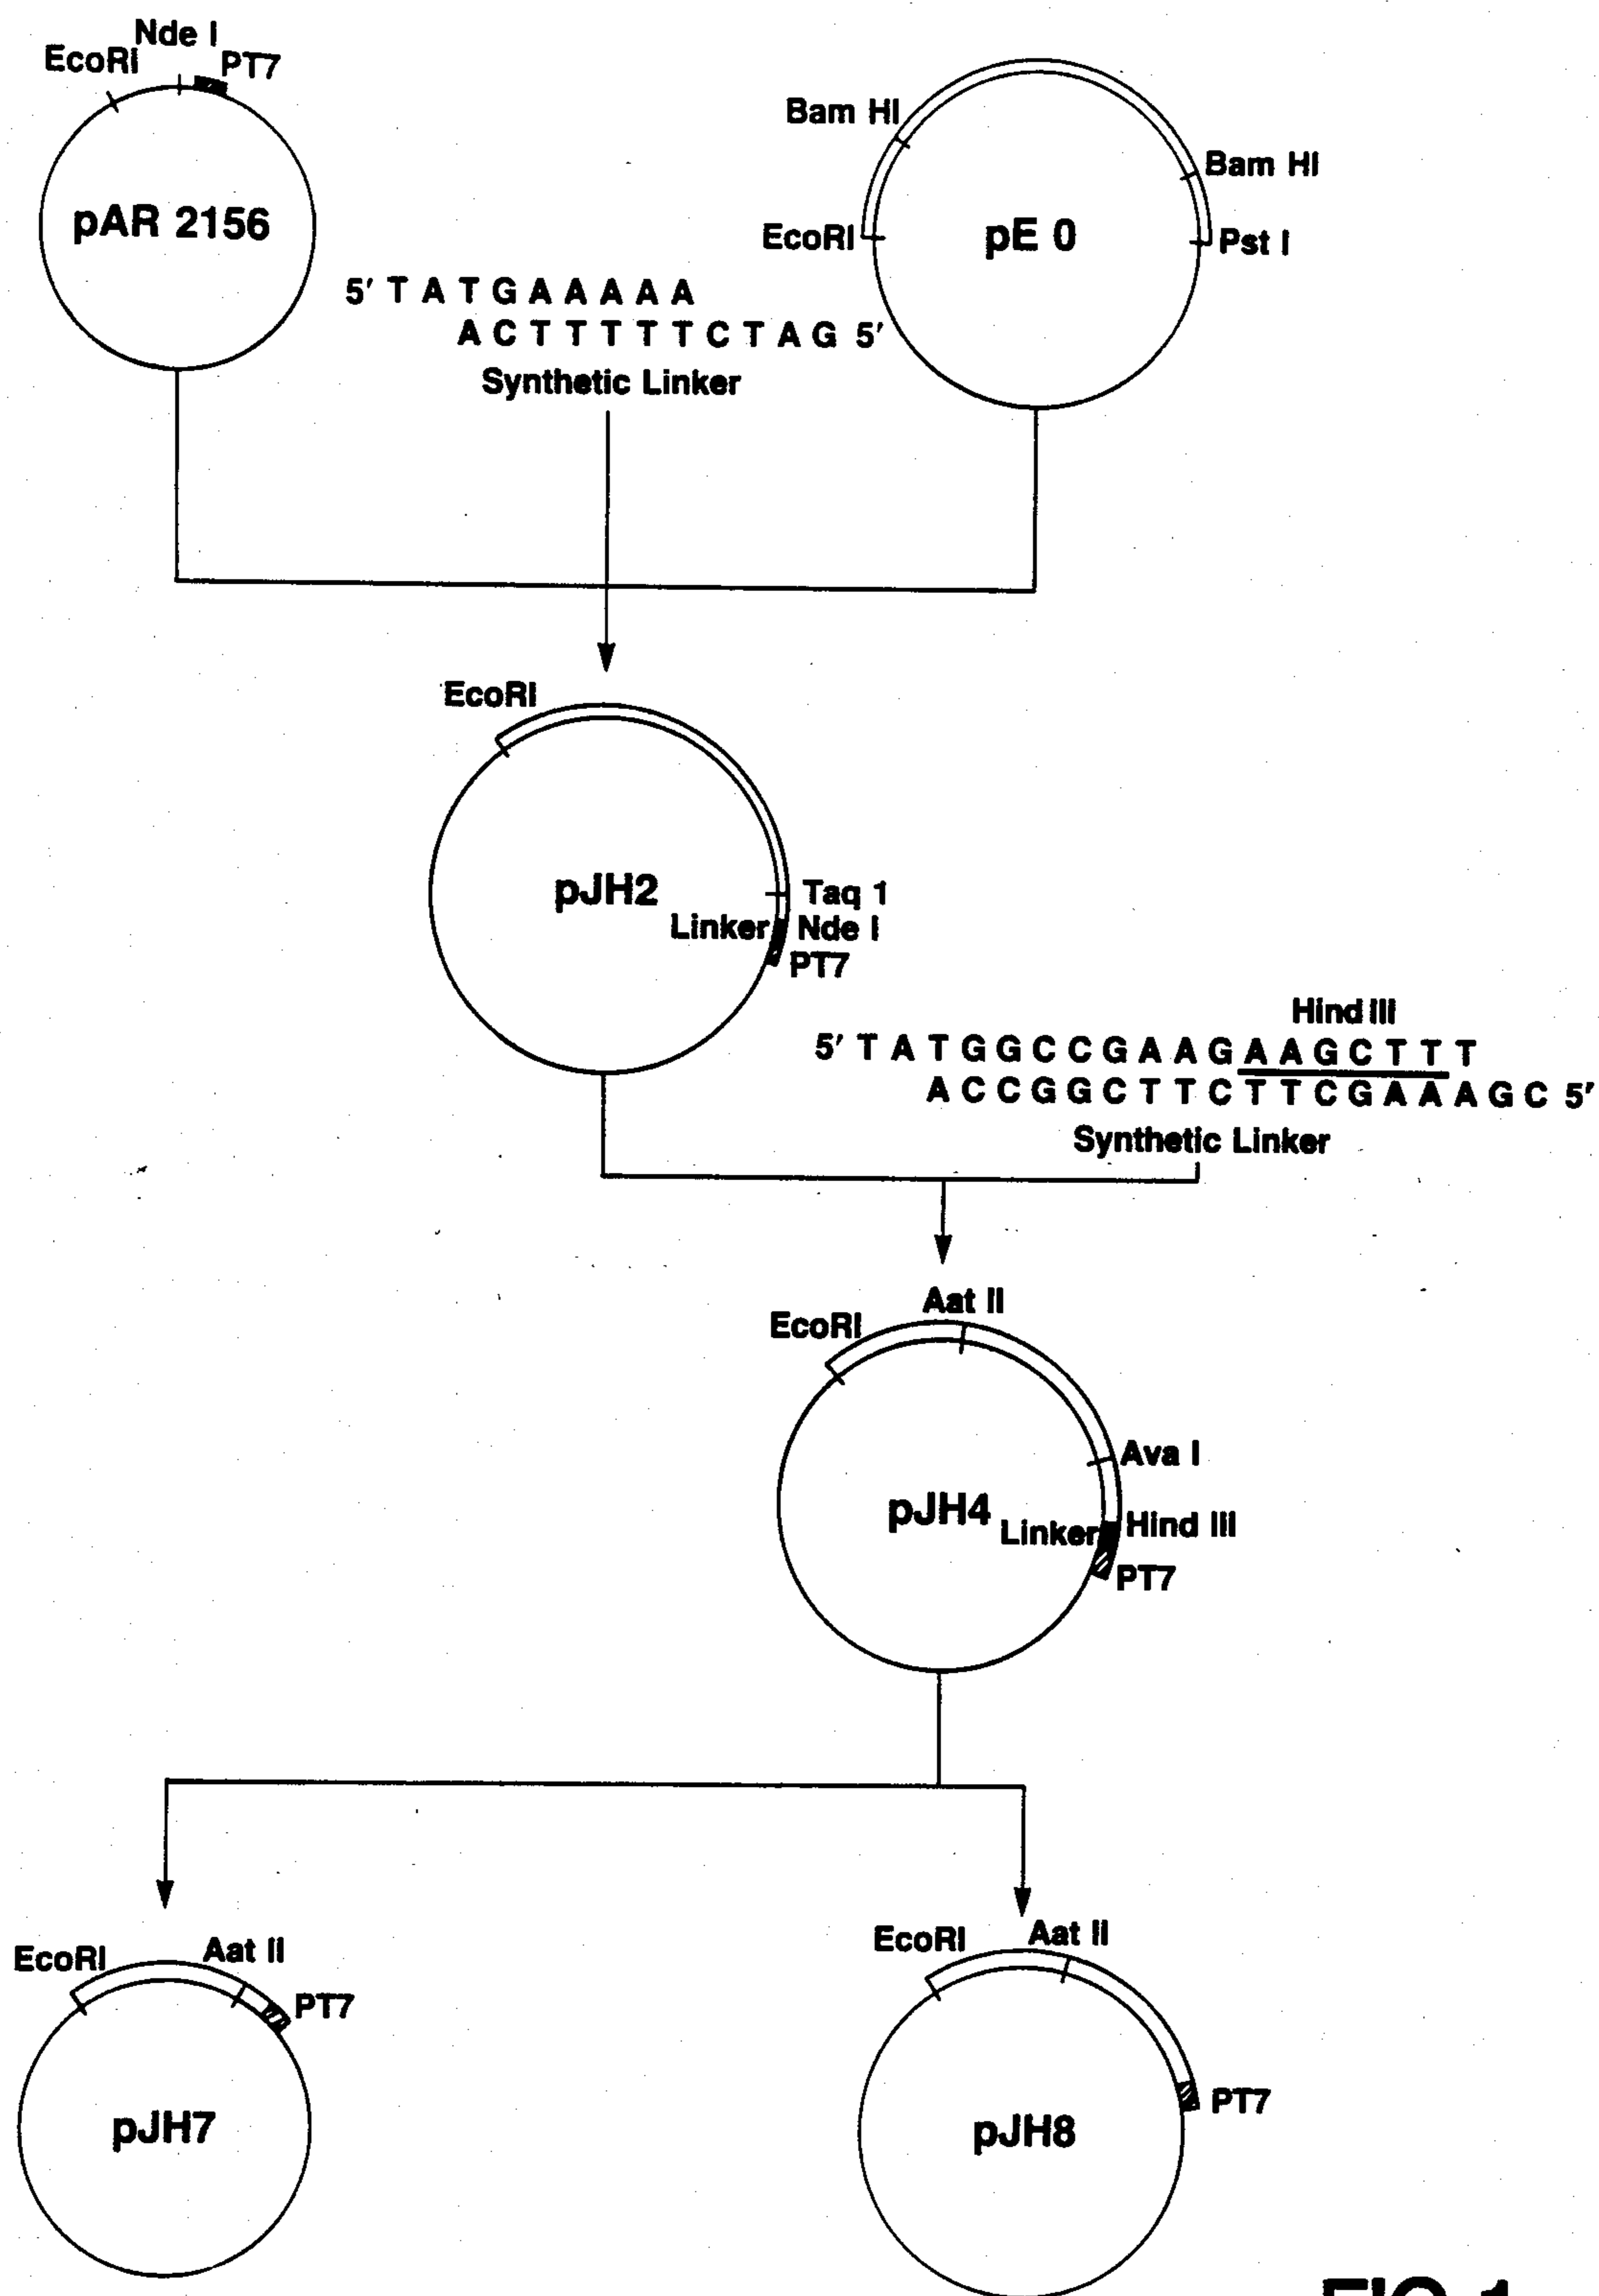 Nde I
EcoRI
PT7
pAR 2156
Bam HI
Bam HI
EcoRI
pE 0
Pst I
5' T A T G A A A A A
A C T T T T T C T A G 5'
Synthetic Linker
EcoRI
pJH2
Taq 1
Linker
Nde I
PT7
Hind III
5' T A T G G C C G A A G A A G C T T T
A C C G G C T T C T T C G A A A G C 5'
Synthetic Linker
Aat II
EcoRI
Ava I
pJH4
Linker
Hind III
PT7
EcoRI
Aat II
PT7
pJH7
EcoRI
Aat II
PT7
pJH8